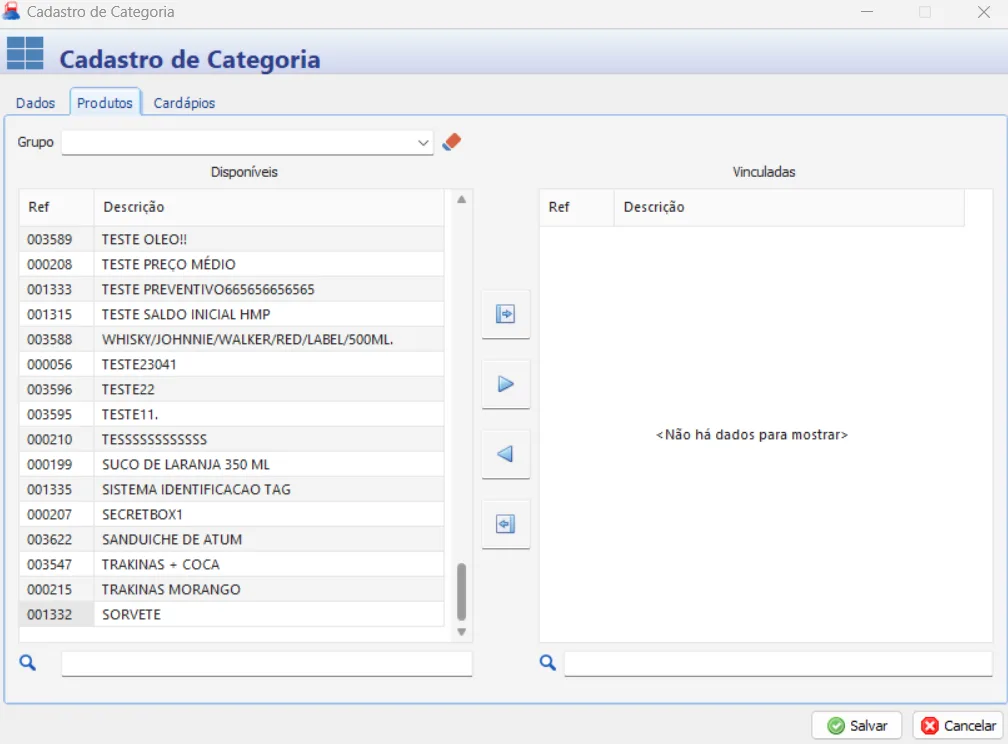 Cadastro de Categoria
Cadastro de Categoria
Dados Produtos Cardápios
Grupo
Disponíveis Vinculadas
Ref Descrição Ref Descrição
003589 TESTE OLEO!!
000208 TESTE PREÇO MÉDIO
001333 TESTE PREVENTIVO665656656565
001315 TESTE SALDO INICIAL HMP
003588 WHISKY/JOHNNIE/WALKER/RED/LABEL/500ML.
000056 TESTE23041
003596 TESTE22
003595 TESTE11.
<Não há dados para mostrar>
000210 TESSSSSSSSSSSS
000199 SUCO DE LARANJA 350 ML
001335 SISTEMA IDENTIFICACAO TAG
000207 SECRETBOX1
003622 SANDUICHE DE ATUM
003547 TRAKINAS + COCA
000215 TRAKINAS MORANGO
001332 SORVETE
Salvar Cancelar